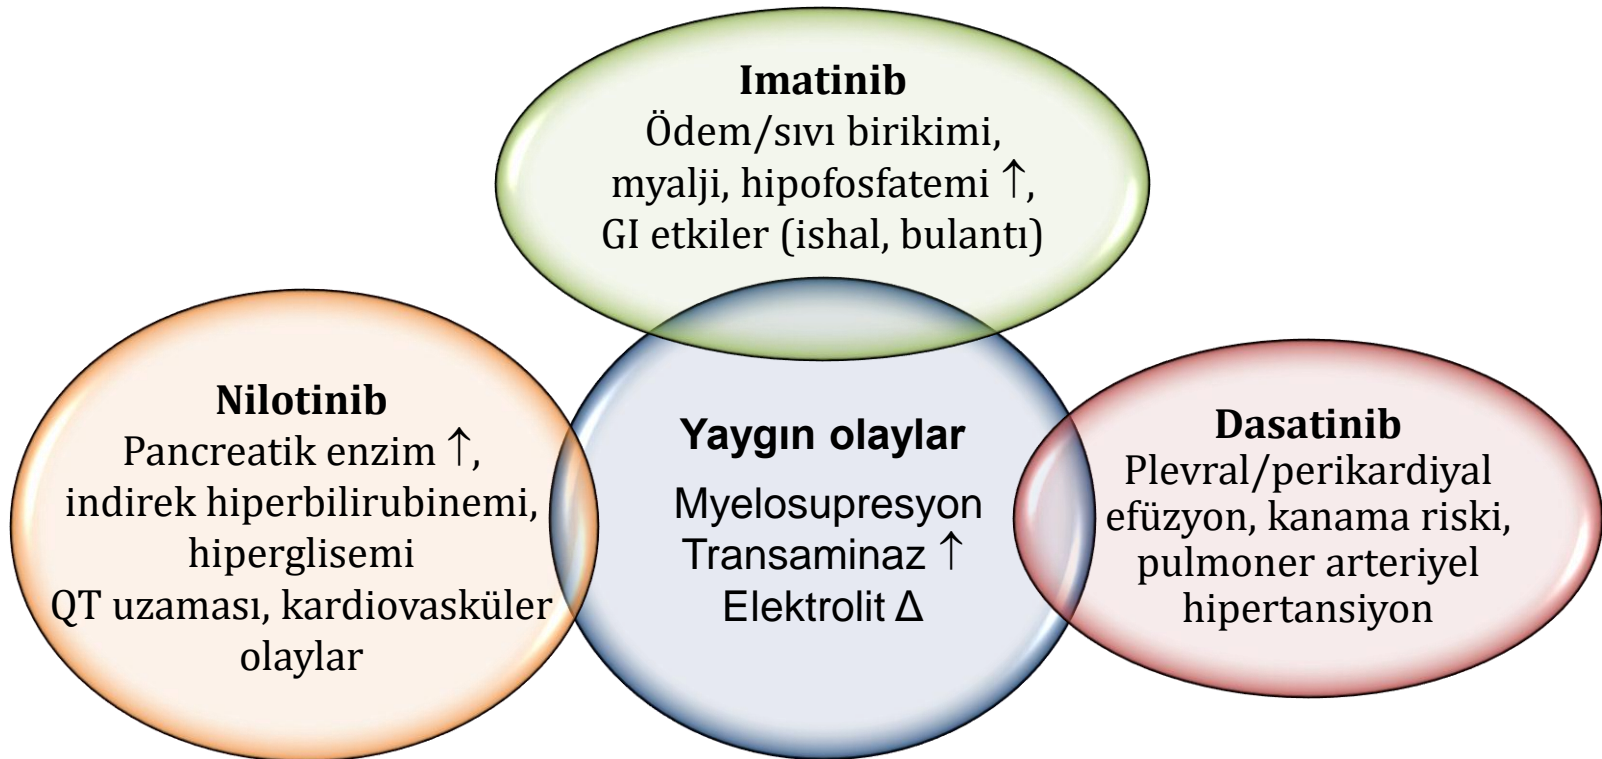 Imatinib
Ödem/sıvı birikimi,
myalji, hipofosfatemi ↑,
GI etkiler (ishal, bulantı)
Nilotinib
Pancreatik enzim ↑,
indirek hiperbilirubinemi,
hiperglisemi
QT uzaması, kardiovasküler
olaylar
Yaygın olaylar
Myelosupresyon
Transaminaz ↑
Elektrolit Δ
Dasatinib
Plevral/perikardiyal
efüzyon, kanama riski,
pulmoner arteriyel
hipertansiyon